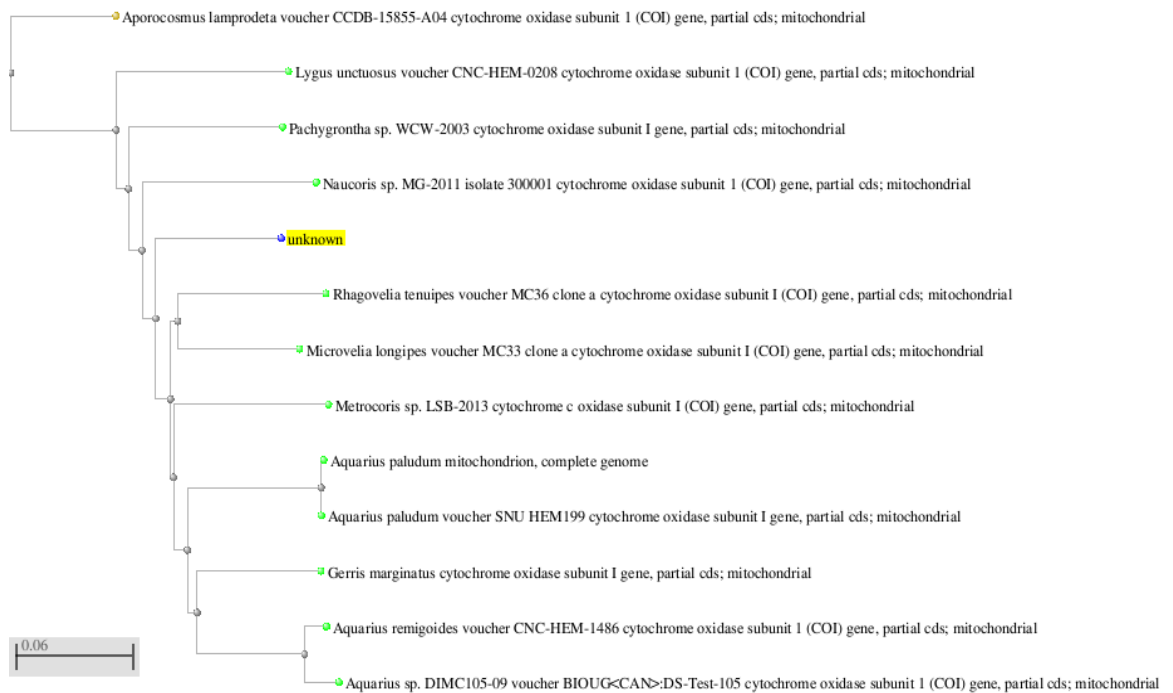 Aporocosmus lamprodeta voucher CCDB-15855-A04 cytochrome oxidase subunit 1 (COI) gene, partial cds; mitochondrial
Lygus unctuosus voucher CNC-HEM-0208 cytochrome oxidase subunit 1 (COI) gene, partial cds; mitochondrial
Pachygrontha sp. WCW-2003 cytochrome oxidase subunit I gene, partial cds; mitochondrial
Naucoris sp. MG-2011 isolate 300001 cytochrome oxidase subunit 1 (COI) gene, partial cds; mitochondrial
unknown
Rhagovelia tenuipes voucher MC36 clone a cytochrome oxidase subunit I (COI) gene, partial cds; mitochondrial
Microvelia longipes voucher MC33 clone a cytochrome oxidase subunit I (COI) gene, partial cds; mitochondrial
Metrocoris sp. LSB-2013 cytochrome c oxidase subunit I (COI) gene, partial cds; mitochondrial
Aquarius paludum mitochondrion, complete genome
Aquarius paludum voucher SNU HEM199 cytochrome oxidase subunit I gene, partial cds; mitochondrial
Gerris marginatus cytochrome oxidase subunit I gene, partial cds; mitochondrial
Aquarius remigoides voucher CNC-HEM-1486 cytochrome oxidase subunit 1 (COI) gene, partial cds; mitochondrial
0.06
Aquarius sp. DIMC105-09 voucher BIOUG<CAN>:DS-Test-105 cytochrome oxidase subunit 1 (COI) gene, partial cds; mitochondrial